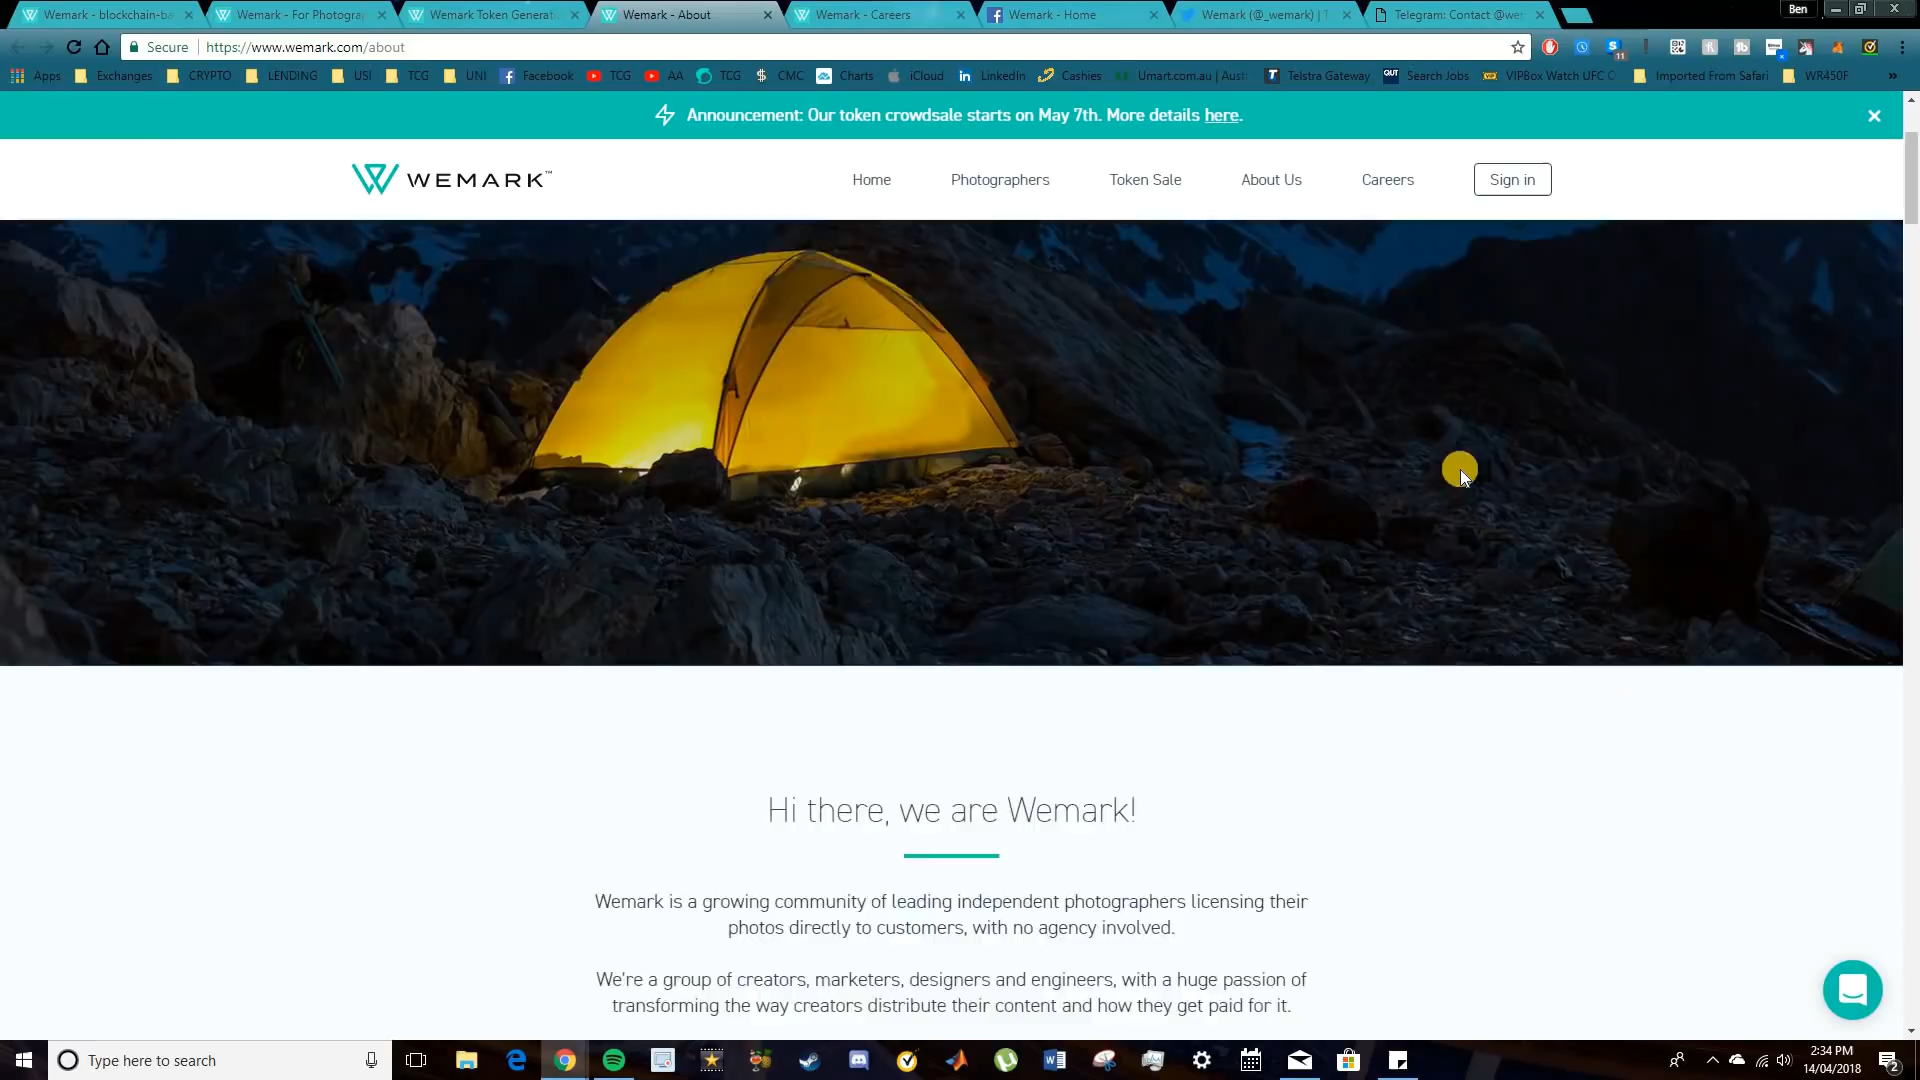 Wemark - blockchain-ba
Wemark - For Photograp
Wemark Token Generati
Wemark - About
Wemark - Careers
Wemark - Home
Wemark (@_wemark) | T
Telegram: Contact @we
Ben
Secure
https://www.wemark.com/about
11
Apps
Exchanges
CRYPTO
LENDING
USI
TCG
UNI
Facebook
TCG
AA
TCG
CMC
Charts
iCloud
LinkedIn
Cashies
Umart.com.au | Aust
Telstra Gateway
Search Jobs
VIPBox Watch UFC
Imported From Safari
WR450F
Announcement: Our token crowdsale starts on May 7th. More details here.
WEMARK™
Home
Photographers
Token Sale
About Us
Careers
Sign in
Hi there, we are Wemark!
Wemark is a growing community of leading independent photographers licensing their
photos directly to customers, with no agency involved.
We're a group of creators, marketers, designers and engineers, with a huge passion of
transforming the way creators distribute their content and how they get paid for it.
Type here to search
2:34 PM
14/04/2018
2